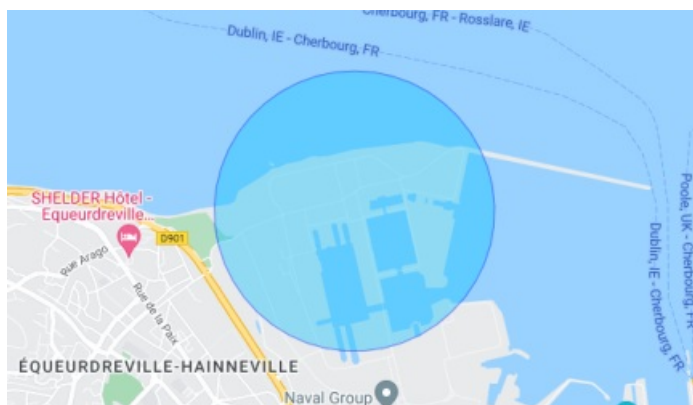 Cherbourg, FR - Rosslare, IE
Dublin, IE - Cherbourg, FR
SHELDER Hôtel -
Equeurdreville...
D901
Rue Arago
Rue de la Paix
Poole, UK - Cherbourg, FR
Dublin, IE - Cherbourg, FR
ÉQUEURDREVILLE-HAINNEVILLE
Naval Group